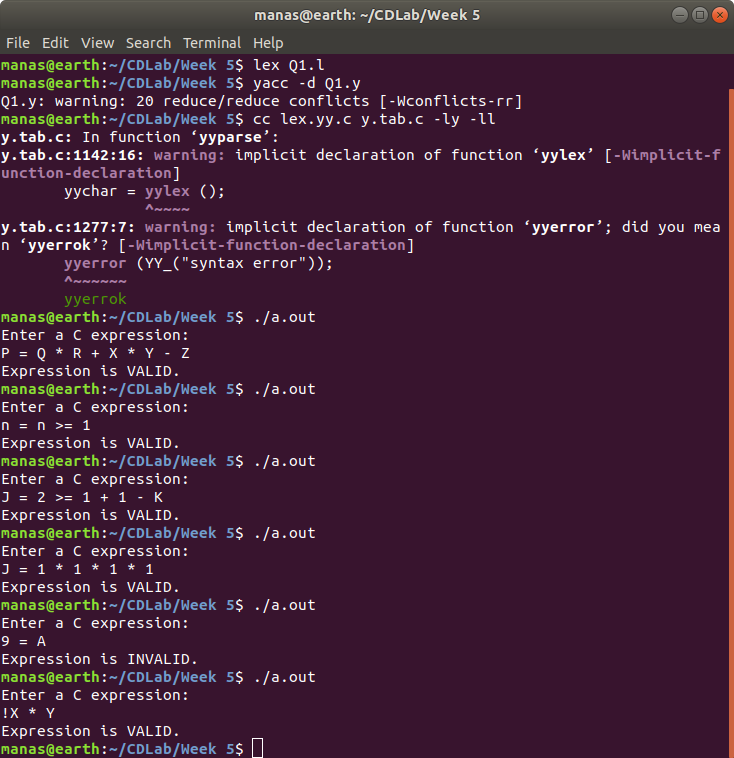 manas@earth: ~/CDLab/Week 5
File Edit View Search Terminal Help
manas@earth:~/CDLab/Week 5$ lex Q1.l
manas@earth:~/CDLab/Week 5$ yacc -d Q1.y
Q1.y: warning: 20 reduce/reduce conflicts [-Wconflicts-rr]
manas@earth:~/CDLab/Week 5$ cc lex.yy.c y.tab.c -ly -ll
y.tab.c: In function ‘yyparse’:
y.tab.c:1142:16: warning: implicit declaration of function ‘yylex’ [-Wimplicit-f
unction-declaration]
       yychar = yylex ();
                ^~~~~
y.tab.c:1277:7: warning: implicit declaration of function ‘yyerror’; did you mea
n ‘yyerrok’? [-Wimplicit-function-declaration]
       yyerror (YY_("syntax error"));
       ^~~~~~~
       yyerrok
manas@earth:~/CDLab/Week 5$ ./a.out
Enter a C expression:
P = Q * R + X * Y - Z
Expression is VALID.
manas@earth:~/CDLab/Week 5$ ./a.out
Enter a C expression:
n = n >= 1
Expression is VALID.
manas@earth:~/CDLab/Week 5$ ./a.out
Enter a C expression:
J = 2 >= 1 + 1 - K
Expression is VALID.
manas@earth:~/CDLab/Week 5$ ./a.out
Enter a C expression:
J = 1 * 1 * 1 * 1
Expression is VALID.
manas@earth:~/CDLab/Week 5$ ./a.out
Enter a C expression:
9 = A
Expression is INVALID.
manas@earth:~/CDLab/Week 5$ ./a.out
Enter a C expression:
!X * Y
Expression is VALID.
manas@earth:~/CDLab/Week 5$